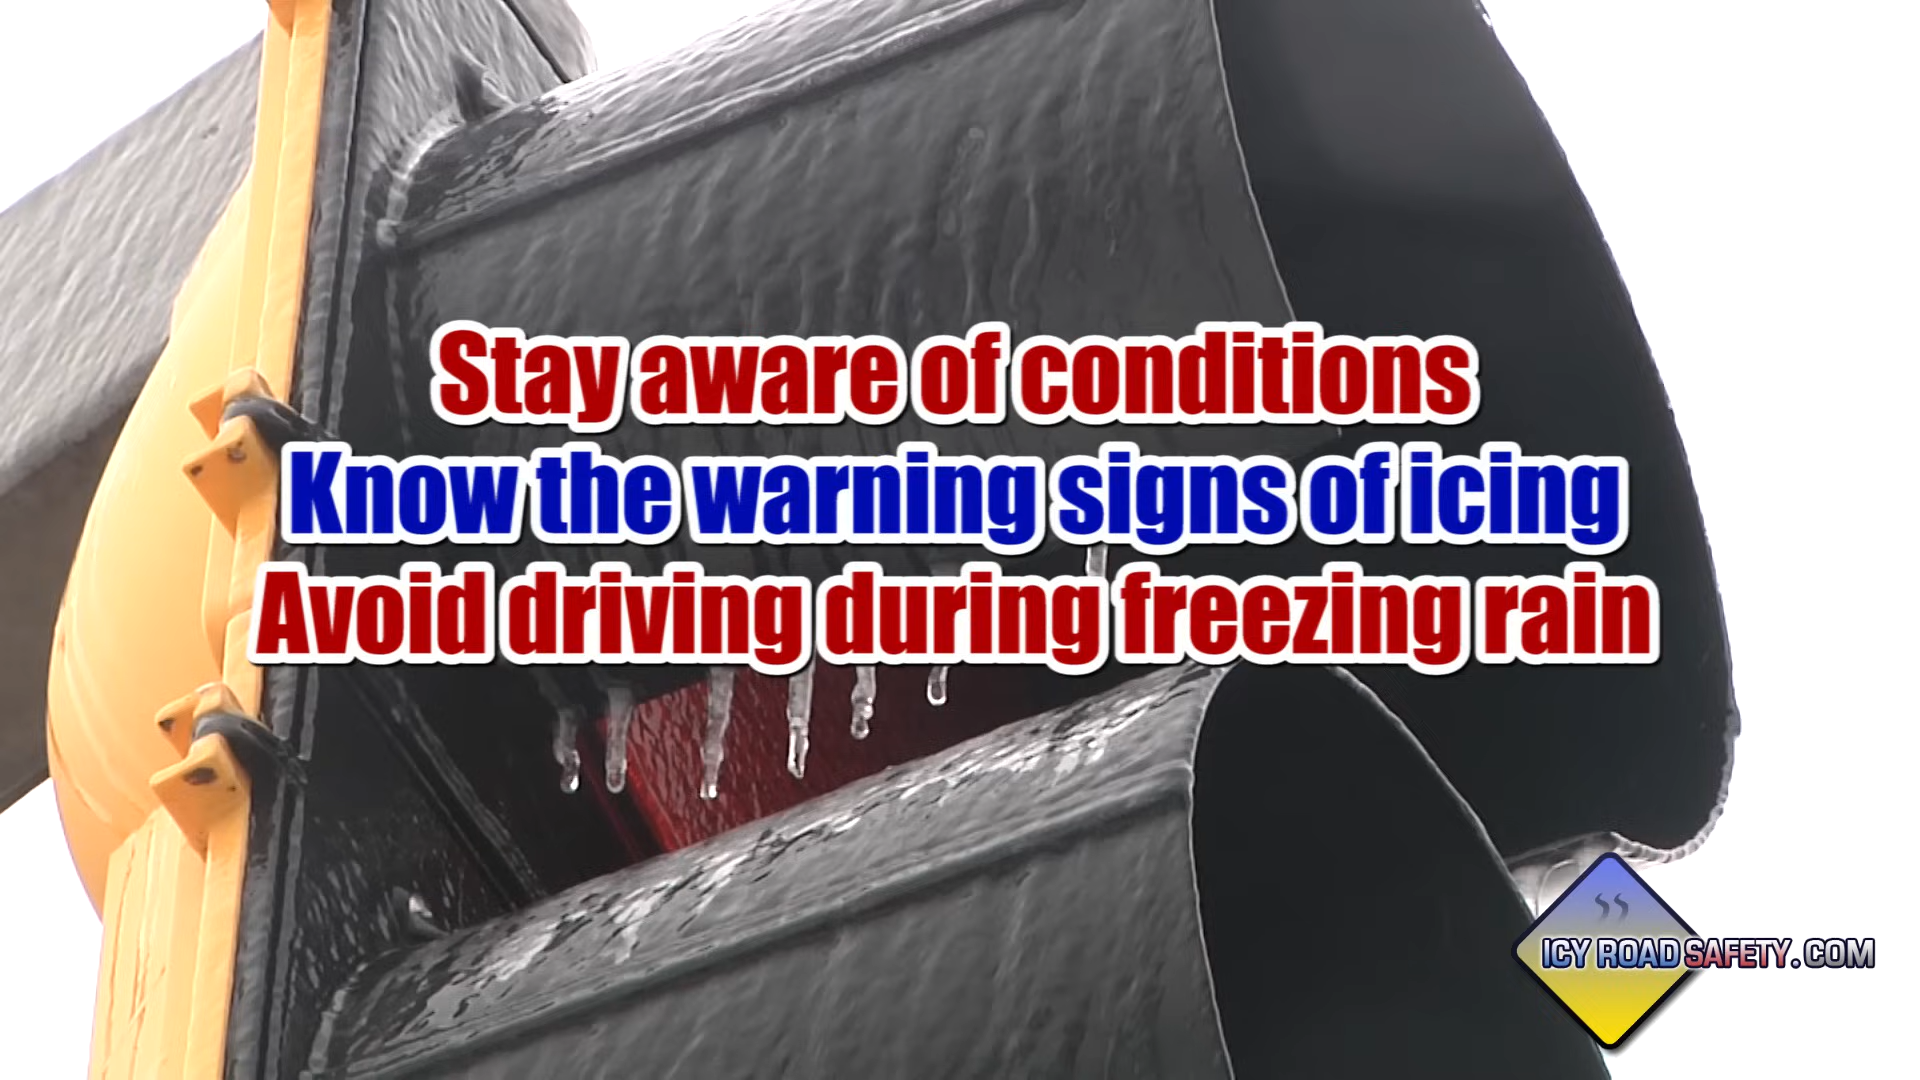 Stay aware of conditions
Know the warning signs of icing
Avoid driving during freezing rain
ICY ROAD SAFETY.COM